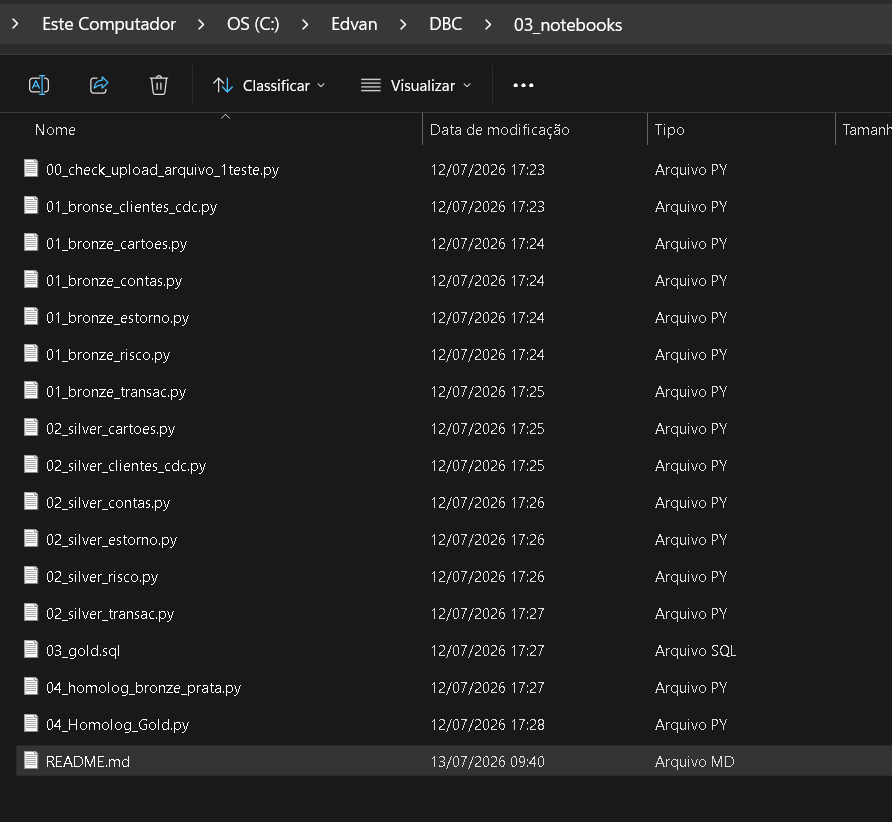 Este Computador > OS (C:) > Edvan > DBC > 03_notebooks
Classificar Visualizar
Nome Data de modificação Tipo Tamanh
00_check_upload_arquivo_1teste.py 12/07/2026 17:23 Arquivo PY
01_bronse_clientes_cdc.py 12/07/2026 17:23 Arquivo PY
01_bronze_cartoes.py 12/07/2026 17:24 Arquivo PY
01_bronze_contas.py 12/07/2026 17:24 Arquivo PY
01_bronze_estorno.py 12/07/2026 17:24 Arquivo PY
01_bronze_risco.py 12/07/2026 17:24 Arquivo PY
01_bronze_transac.py 12/07/2026 17:25 Arquivo PY
02_silver_cartoes.py 12/07/2026 17:25 Arquivo PY
02_silver_clientes_cdc.py 12/07/2026 17:25 Arquivo PY
02_silver_contas.py 12/07/2026 17:26 Arquivo PY
02_silver_estorno.py 12/07/2026 17:26 Arquivo PY
02_silver_risco.py 12/07/2026 17:26 Arquivo PY
02_silver_transac.py 12/07/2026 17:27 Arquivo PY
03_gold.sql 12/07/2026 17:27 Arquivo SQL
04_homolog_bronze_prata.py 12/07/2026 17:27 Arquivo PY
04_Homolog_Gold.py 12/07/2026 17:28 Arquivo PY
README.md 13/07/2026 09:40 Arquivo MD